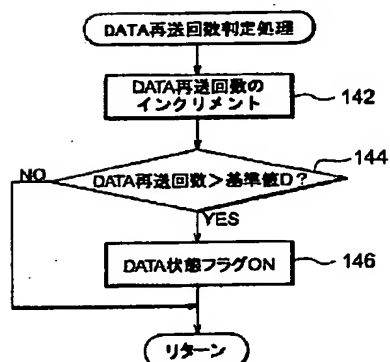 DATA再送回数判定処理
DATA再送回数の
インクリメント
142
144
NO
DATA再送回数＞基準値D？
YES
DATA状態フラグON
146
リターン